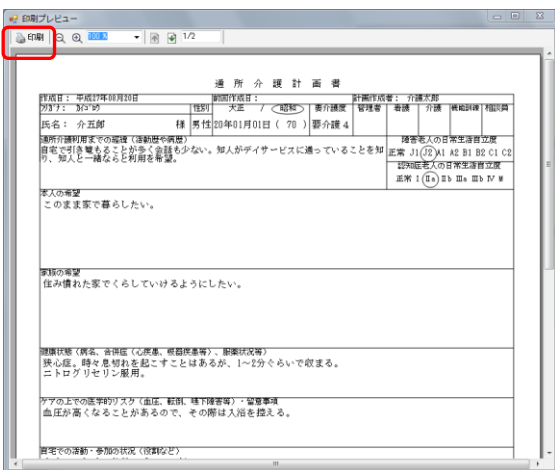 印刷プレビュー
印刷 100% 1/2
通 所 介 護 計 画 書
作成日： 平成27年08月20日 前回作成日： 計画作成者： 介護太郎
フリガナ： カイゴロウ 性別 大正 / 昭和 要介護度 管理者 看護 介護 機能訓練 相談員
氏名： 介五郎 様 男性 20年01月01日 ( 70 ) 要介護 4
通所介護利用までの経緯（活動歴や病歴） 障害老人の日常生活自立度
自宅で引き篭もることが多く会話も少ない。知人がデイサービスに通っていることを知 正常 J1 J2 A1 A2 B1 B2 C1 C2
り、知人と一緒ならと利用を希望。 認知症老人の日常生活自立度
正常 Ⅰ Ⅱa Ⅱb Ⅲa Ⅲb Ⅳ M
本人の希望
このまま家で暮らしたい。
家族の希望
住み慣れた家でくらしていけるようにしたい。
健康状態（病名、合併症（心疾患、呼吸器疾患等）、服薬状況等）
狭心症。時々息切れを起こすことはあるが、1～2分ぐらいで収まる。
ニトログリセリン服用。
ケアの上での医学的リスク（血圧、転倒、嚥下障害等）・留意事項
血圧が高くなることがあるので、その際は入浴を控える。
自宅での活動・参加の状況（役割など）